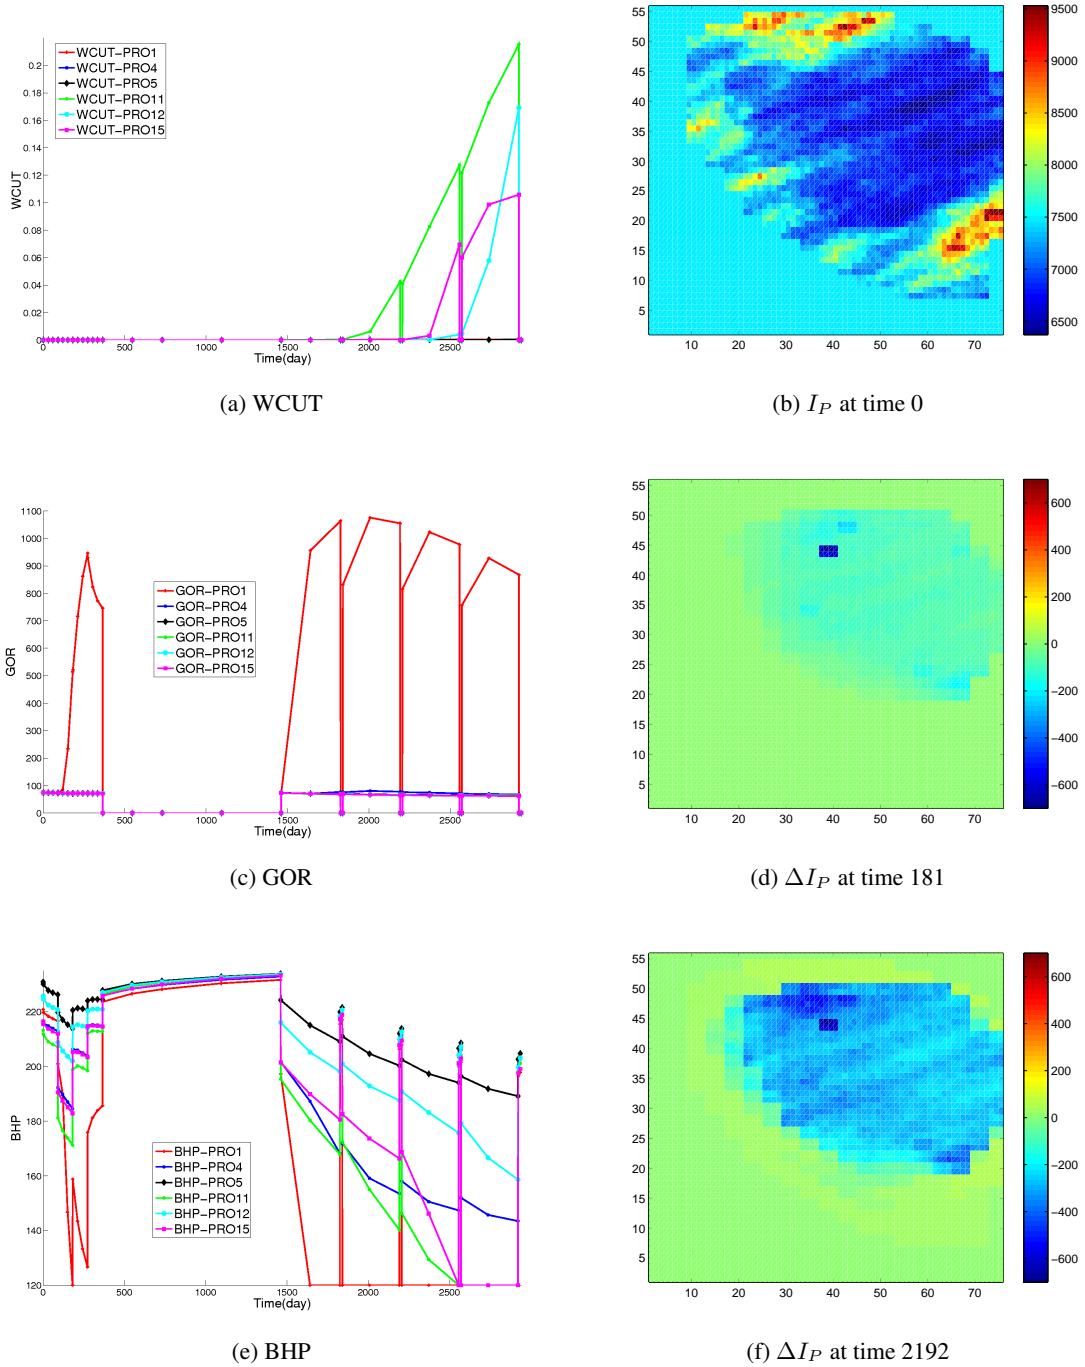 0.2
0.18
0.16
0.14
0.12
0.1
0.08
0.06
0.04
0.02
0
WCUT
WCUT−PRO1
WCUT−PRO4
WCUT−PRO5
WCUT−PRO11
WCUT−PRO12
WCUT−PRO15
0 500 1000 1500 2000 2500
Time(day)
(a) WCUT
55
50
45
40
35
30
25
20
15
10
5
10 20 30 40 50 60 70
9500
9000
8500
8000
7500
7000
6500
(b) I_P at time 0
1100
1000
900
800
700
600
500
400
300
200
100
0
GOR
GOR−PRO1
GOR−PRO4
GOR−PRO5
GOR−PRO11
GOR−PRO12
GOR−PRO15
0 500 1000 1500 2000 2500
Time(day)
(c) GOR
55
50
45
40
35
30
25
20
15
10
5
10 20 30 40 50 60 70
600
400
200
0
−200
−400
−600
(d) ΔI_P at time 181
220
200
180
160
140
120
BHP
BHP−PRO1
BHP−PRO4
BHP−PRO5
BHP−PRO11
BHP−PRO12
BHP−PRO15
0 500 1000 1500 2000 2500
Time(day)
(e) BHP
55
50
45
40
35
30
25
20
15
10
5
10 20 30 40 50 60 70
600
400
200
0
−200
−400
−600
(f) ΔI_P at time 2192